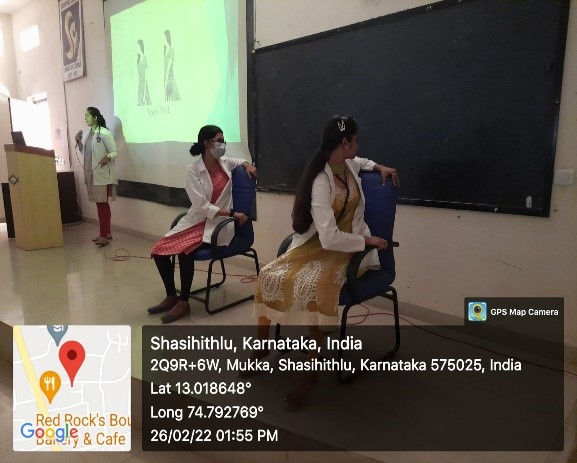 GPS Map Camera
Shasihithlu, Karnataka, India
2Q9R+6W, Mukka, Shasihithlu, Karnataka 575025, India
Lat 13.018648°
Long 74.792769°
26/02/22 01:55 PM
Red Rock's Bou
Bakery & Cafe
Google